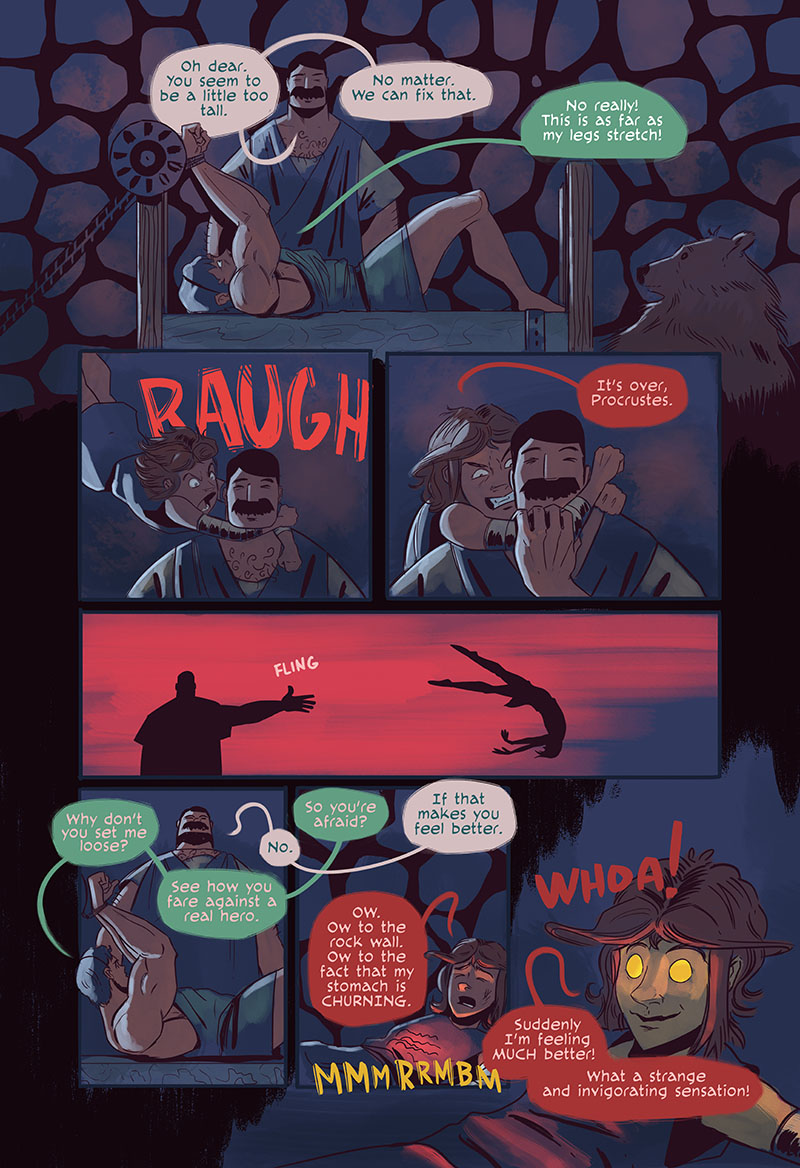 Oh dear.
You seem to
be a little too
tall.
No matter.
We can fix that.
No really!
This is as far as
my legs stretch!
RAUGH
It's over,
Procrustes.
FLING
Why don't
you set me
loose?
No.
See how you
fare against a
real hero.
So you're
afraid?
If that
makes you
feel better.
OW.
Ow to the
rock wall.
Ow to the
fact that my
stomach is
CHURNING.
MMMRRMBM
WHOA!
Suddenly
I'm feeling
MUCH better!
What a strange
and invigorating sensation!